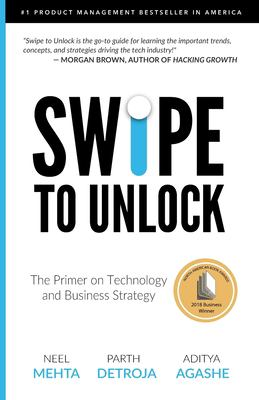 #1 PRODUCT MANAGEMENT BESTSELLER IN AMERICA
"Swipe to Unlock is the go-to guide for learning the important trends,
concepts, and strategies driving the tech industry!"
— MORGAN BROWN, AUTHOR OF HACKING GROWTH
SWiPE
TO UNLOCK
The Primer on Technology
and Business Strategy
2018 Business
Winner
NEEL
MEHTA
PARTH
DETROJA
ADITYA
AGASHE